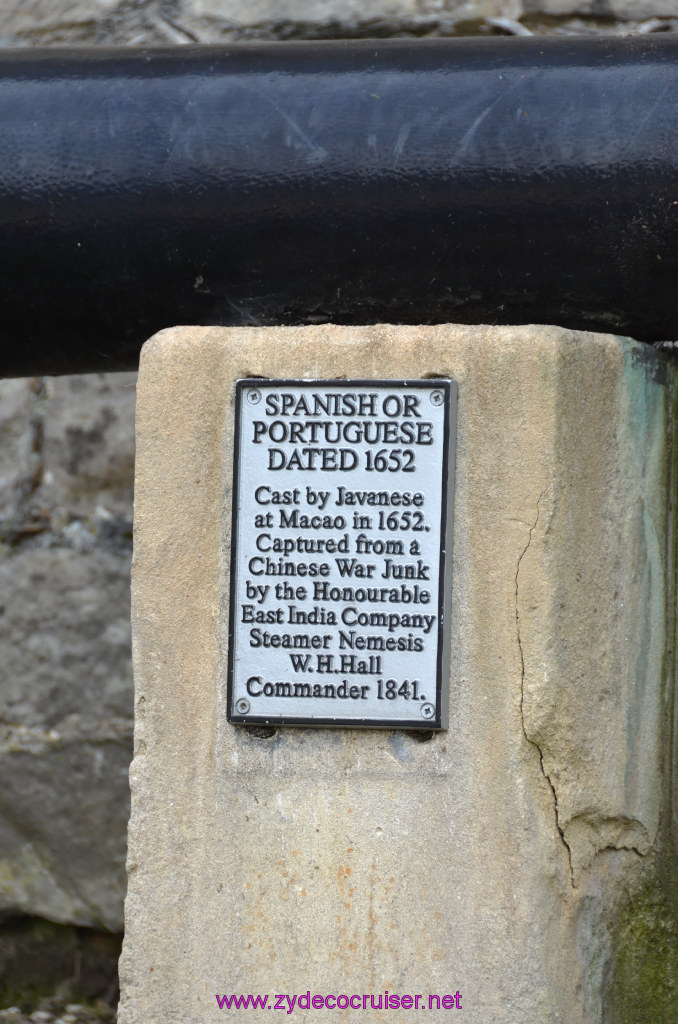 SPANISH OR
PORTUGUESE
DATED 1652
Cast by Javanese
at Macao in 1652.
Captured from a
Chinese War Junk
by the Honourable
East India Company
Steamer Nemesis
W.H.Hall
Commander 1841.
www.zydecocruiser.net